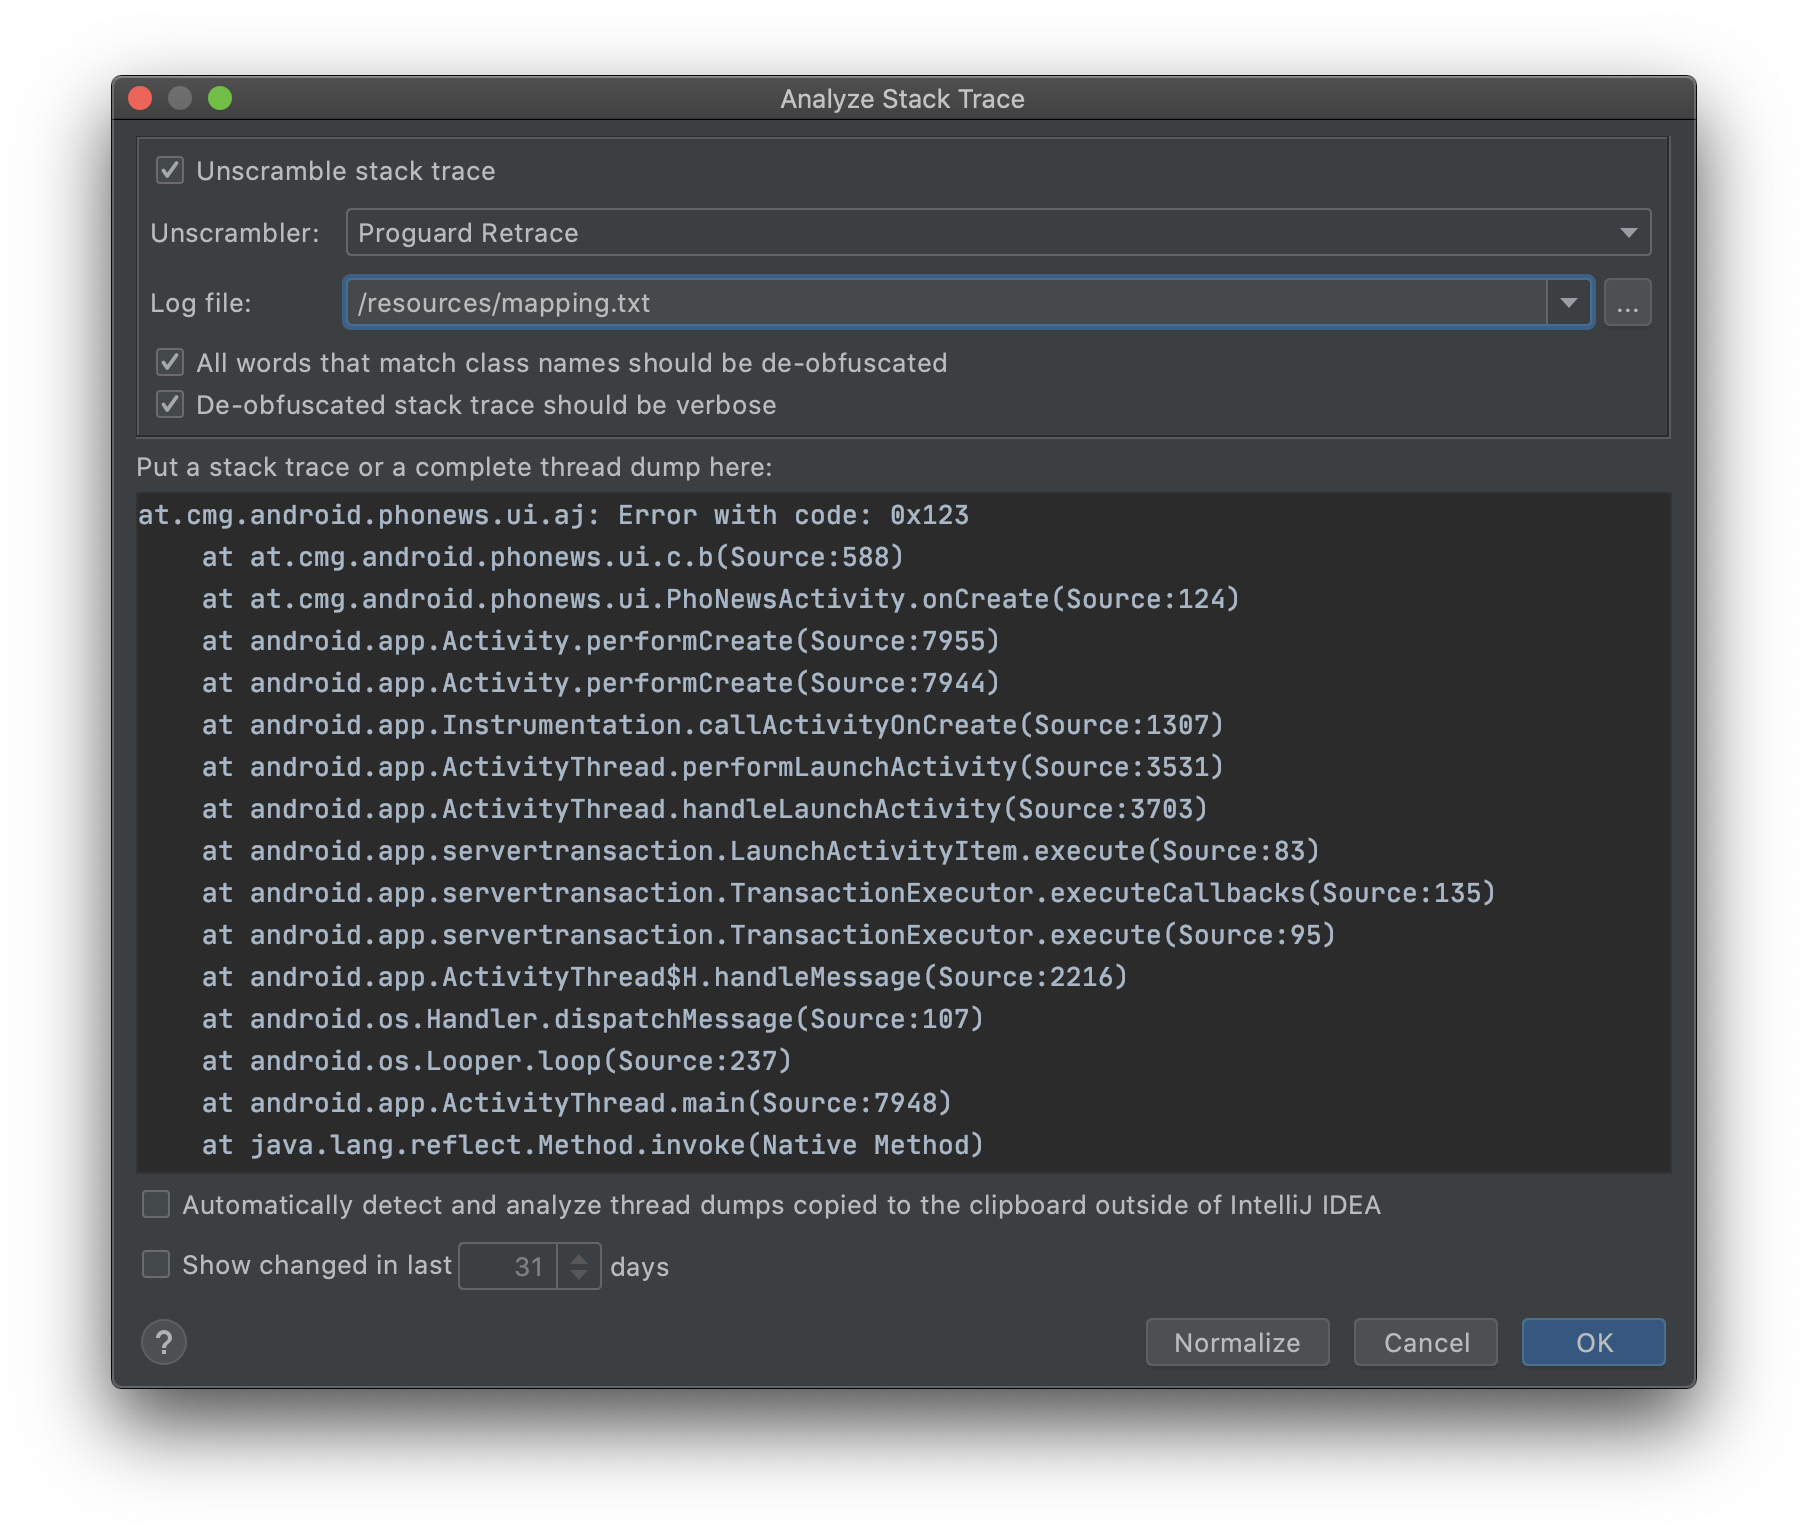 Analyze Stack Trace
Unscramble stack trace
Unscrambler: Proguard Retrace
Log file: /resources/mapping.txt ...
All words that match class names should be de-obfuscated
De-obfuscated stack trace should be verbose
Put a stack trace or a complete thread dump here:
at.cmg.android.phonews.ui.aj: Error with code: 0x123
    at at.cmg.android.phonews.ui.c.b(Source:588)
    at at.cmg.android.phonews.ui.PhoNewsActivity.onCreate(Source:124)
    at android.app.Activity.performCreate(Source:7955)
    at android.app.Activity.performCreate(Source:7944)
    at android.app.Instrumentation.callActivityOnCreate(Source:1307)
    at android.app.ActivityThread.performLaunchActivity(Source:3531)
    at android.app.ActivityThread.handleLaunchActivity(Source:3703)
    at android.app.servertransaction.LaunchActivityItem.execute(Source:83)
    at android.app.servertransaction.TransactionExecutor.executeCallbacks(Source:135)
    at android.app.servertransaction.TransactionExecutor.execute(Source:95)
    at android.app.ActivityThread$H.handleMessage(Source:2216)
    at android.os.Handler.dispatchMessage(Source:107)
    at android.os.Looper.loop(Source:237)
    at android.app.ActivityThread.main(Source:7948)
    at java.lang.reflect.Method.invoke(Native Method)
Automatically detect and analyze thread dumps copied to the clipboard outside of IntelliJ IDEA
Show changed in last 31 days
? Normalize Cancel OK